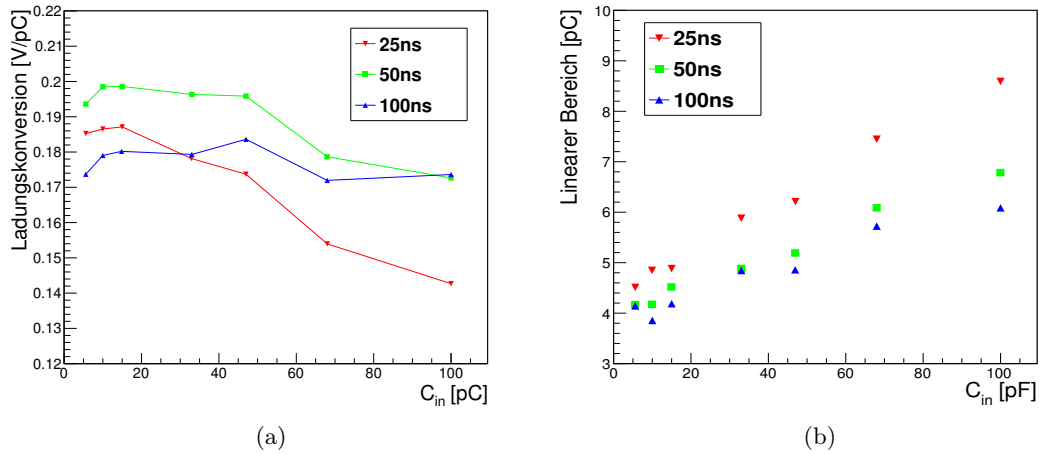 Ladungskonversion [V/pC]
0.22
0.21
0.2
0.19
0.18
0.17
0.16
0.15
0.14
0.13
0.12
25ns
50ns
100ns
0 20 40 60 80 100
C_in [pC]
(a)
Linearer Bereich [pC]
10
9
8
7
6
5
4
3
25ns
50ns
100ns
0 20 40 60 80 100
C_in [pF]
(b)